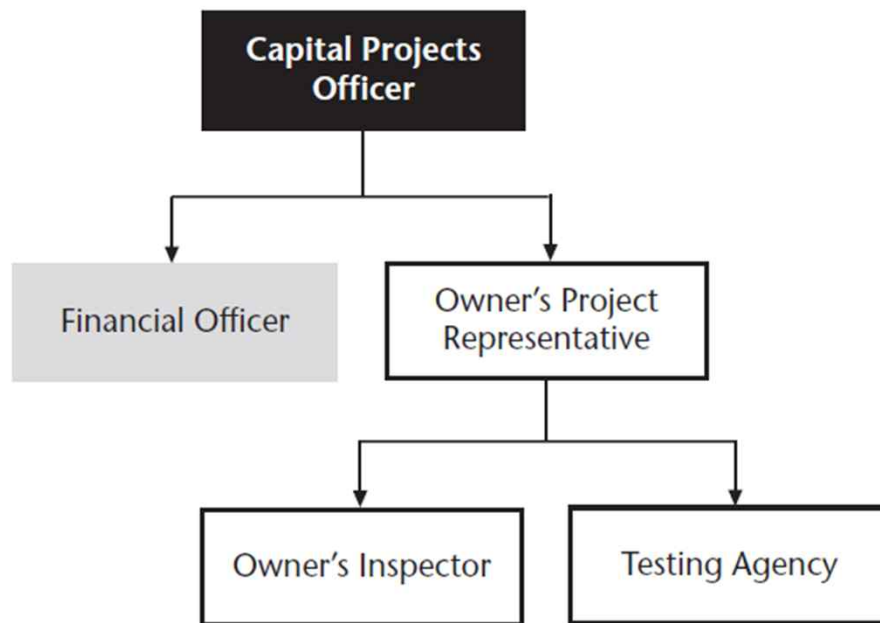 Capital Projects
Officer
Financial Officer
Owner’s Project
Representative
Owner’s Inspector
Testing Agency